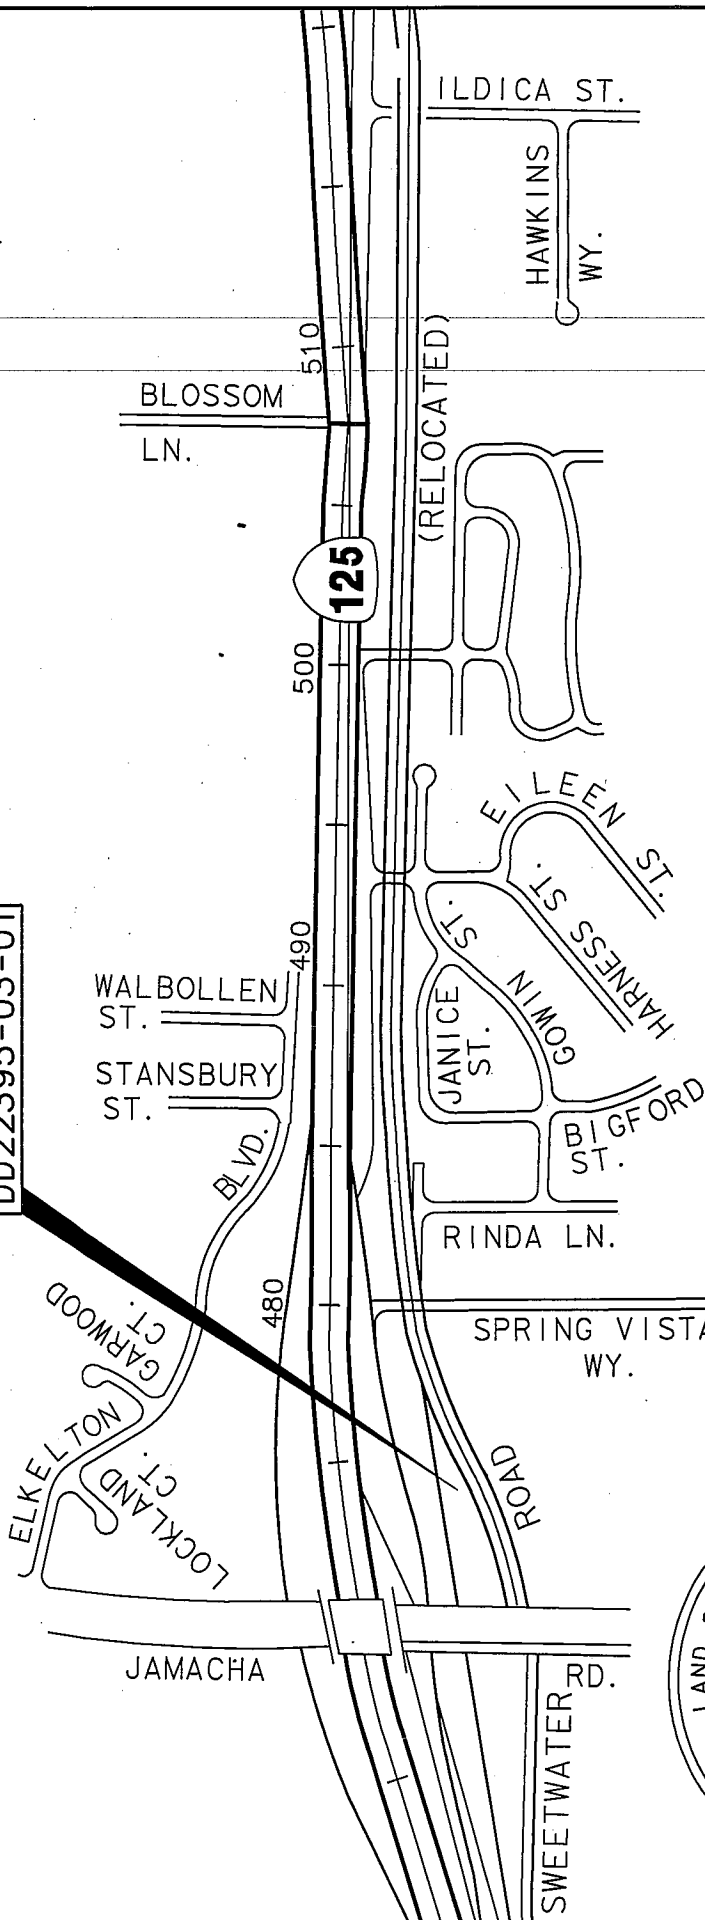 ILDICA ST.
HAWKINS
WY.
510
BLOSSOM
LN.
(RELOCATED)
125
500
EILEEN ST.
HARNESS ST.
490
WALBOLLEN
ST.
GOWIN ST.
JANICE
ST.
STANSBURY
ST.
BIGFORD
ST.
BLVD.
RINDA LN.
480
GARWOOD
CT.
SPRING VISTA
WY.
ELKELTON
LOCKLAND
CT.
ROAD
JAMACHA
RD.
SWEETWATER
LAND